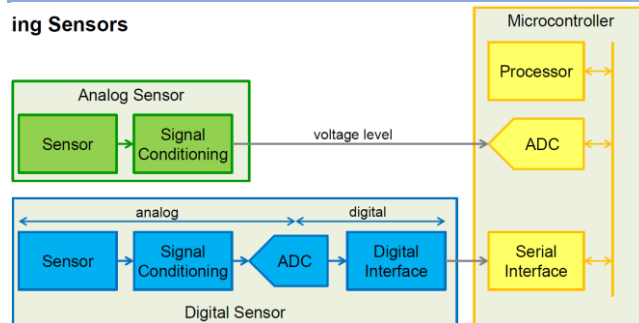 ing Sensors
Microcontroller
Processor
Analog Sensor
Sensor
Signal
Conditioning
voltage level
ADC
analog
digital
Sensor
Signal
Conditioning
ADC
Digital
Interface
Serial
Interface
Digital Sensor